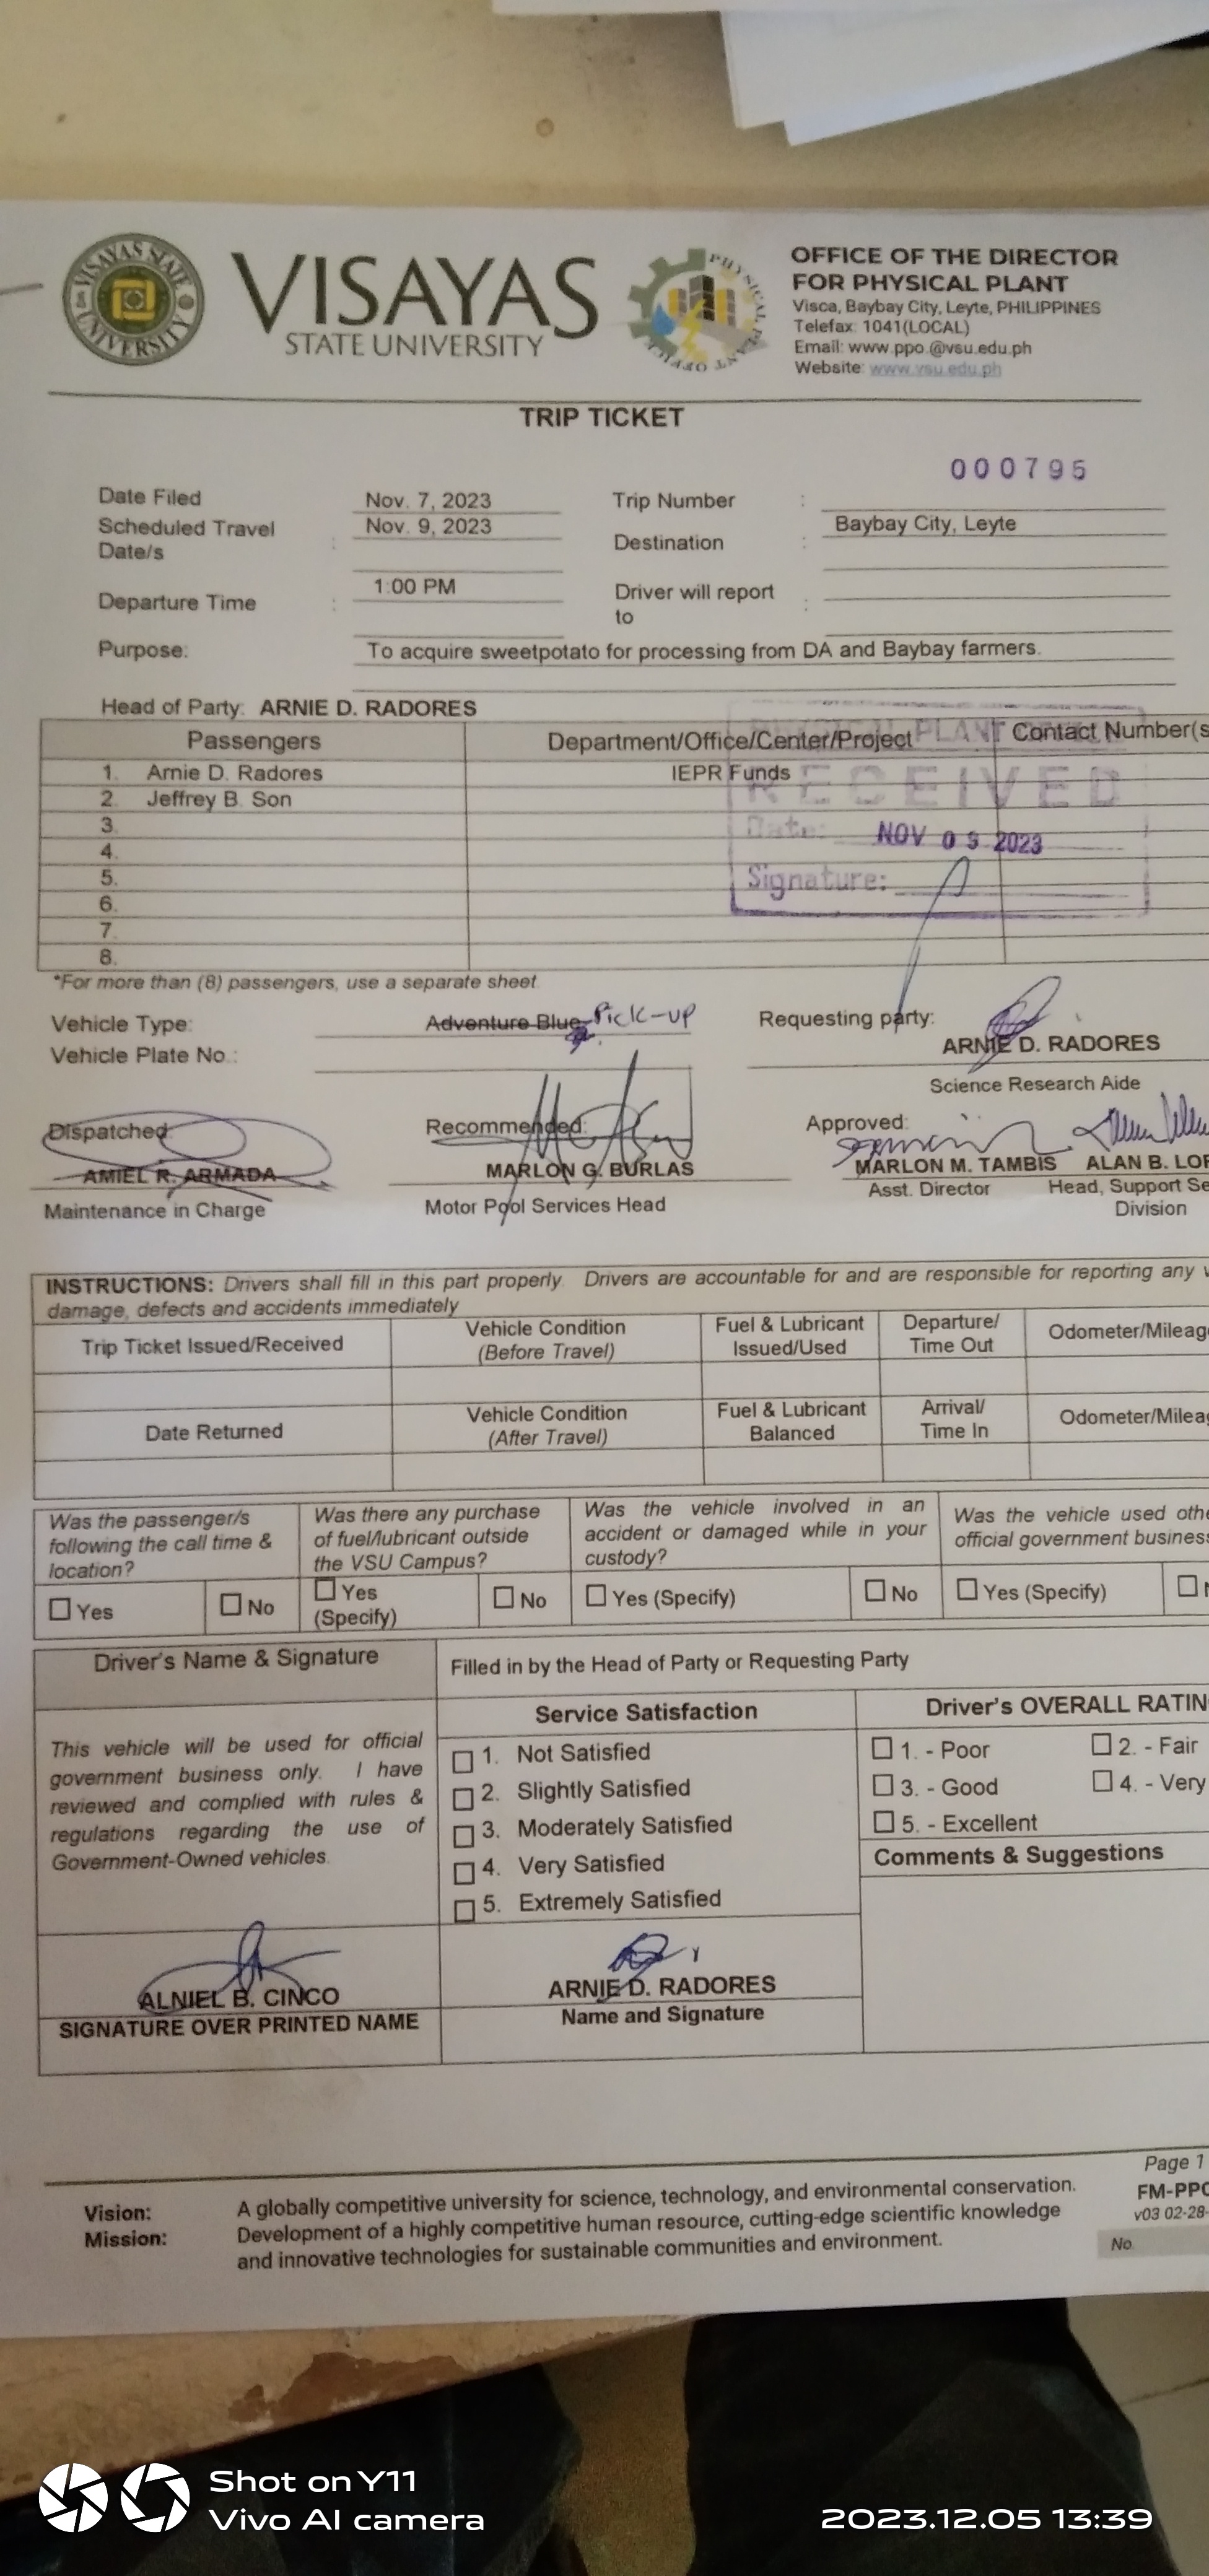 VISAYAS
STATE UNIVERSITY
VISAYAS STATE UNIVERSITY
PHYSICAL PLANT OFFICE
OFFICE OF THE DIRECTOR
FOR PHYSICAL PLANT
Visca, Baybay City, Leyte, PHILIPPINES
Telefax: 1041(LOCAL)
Email: www.ppo.@vsu.edu.ph
Website: www.vsu.edu.ph
TRIP TICKET
000795
Date Filed Nov. 7, 2023 Trip Number :
Scheduled Travel Date/s : Nov. 9, 2023 Destination : Baybay City, Leyte
Departure Time : 1:00 PM Driver will report to :
Purpose: To acquire sweetpotato for processing from DA and Baybay farmers.
Head of Party: ARNIE D. RADORES
Passengers Department/Office/Center/Project Contact Number(s
1. Arnie D. Radores IEPR Funds
2. Jeffrey B. Son
3.
4.
5.
6.
7.
8.
PHYSICAL PLANT
RECEIVED
Date: NOV 09 2023
Signature:
*For more than (8) passengers, use a separate sheet
Vehicle Type: Adventure Blue Pick-up
Vehicle Plate No.:
Requesting party:
ARNIE D. RADORES
Science Research Aide
Dispatched: Recommended: Approved:
AMIEL R. ARMADA MARLON G. BURLAS MARLON M. TAMBIS ALAN B. LOR
Maintenance in Charge Motor Pool Services Head Asst. Director Head, Support Se
Division
INSTRUCTIONS: Drivers shall fill in this part properly. Drivers are accountable for and are responsible for reporting any v
damage, defects and accidents immediately
Trip Ticket Issued/Received Vehicle Condition (Before Travel) Fuel & Lubricant Issued/Used Departure/ Time Out Odometer/Mileag
Date Returned Vehicle Condition (After Travel) Fuel & Lubricant Balanced Arrival/ Time In Odometer/Mileag
Was the passenger/s following the call time & location? Was there any purchase of fuel/lubricant outside the VSU Campus? Was the vehicle involved in an accident or damaged while in your custody? Was the vehicle used othe official government business
Yes No Yes (Specify) No Yes (Specify) No Yes (Specify)
Driver's Name & Signature
Filled in by the Head of Party or Requesting Party
Service Satisfaction Driver's OVERALL RATIN
This vehicle will be used for official
government business only. I have
reviewed and complied with rules &
regulations regarding the use of
Government-Owned vehicles.
1. Not Satisfied
2. Slightly Satisfied
3. Moderately Satisfied
4. Very Satisfied
5. Extremely Satisfied
1. - Poor 2. - Fair
3. - Good 4. - Very
5. - Excellent
Comments & Suggestions
ALNIEL B. CINCO ARNIE D. RADORES
SIGNATURE OVER PRINTED NAME Name and Signature
Page 1
FM-PPO
v03 02-28-
No.
Vision: A globally competitive university for science, technology, and environmental conservation.
Mission: Development of a highly competitive human resource, cutting-edge scientific knowledge
and innovative technologies for sustainable communities and environment.
Shot on Y11
Vivo AI camera
2023.12.05 13:39